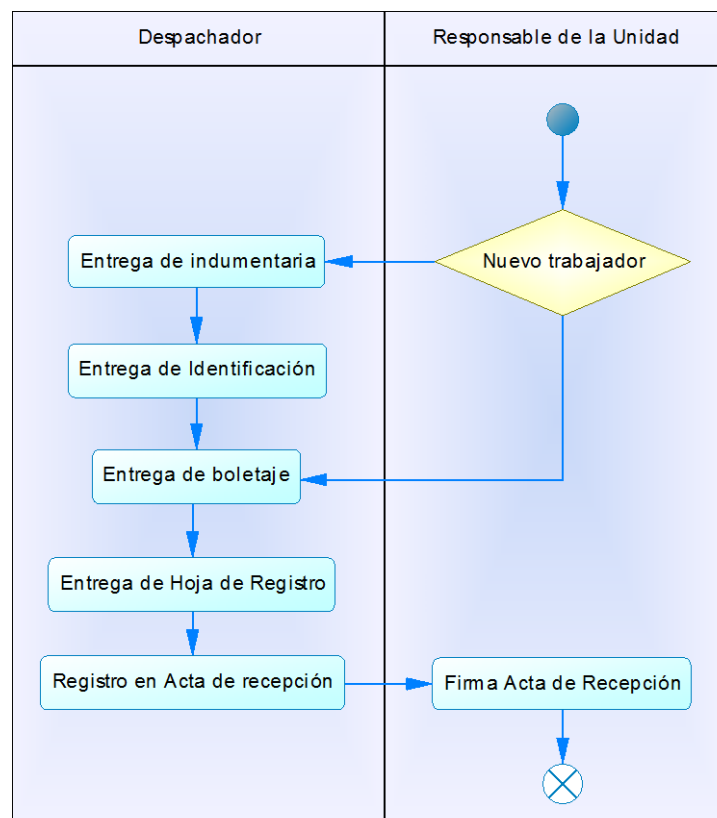 Despachador
Responsable de la Unidad
Nuevo trabajador
Entrega de indumentaria
Entrega de Identificación
Entrega de boletaje
Entrega de Hoja de Registro
Registro en Acta de recepción
Firma Acta de Recepción